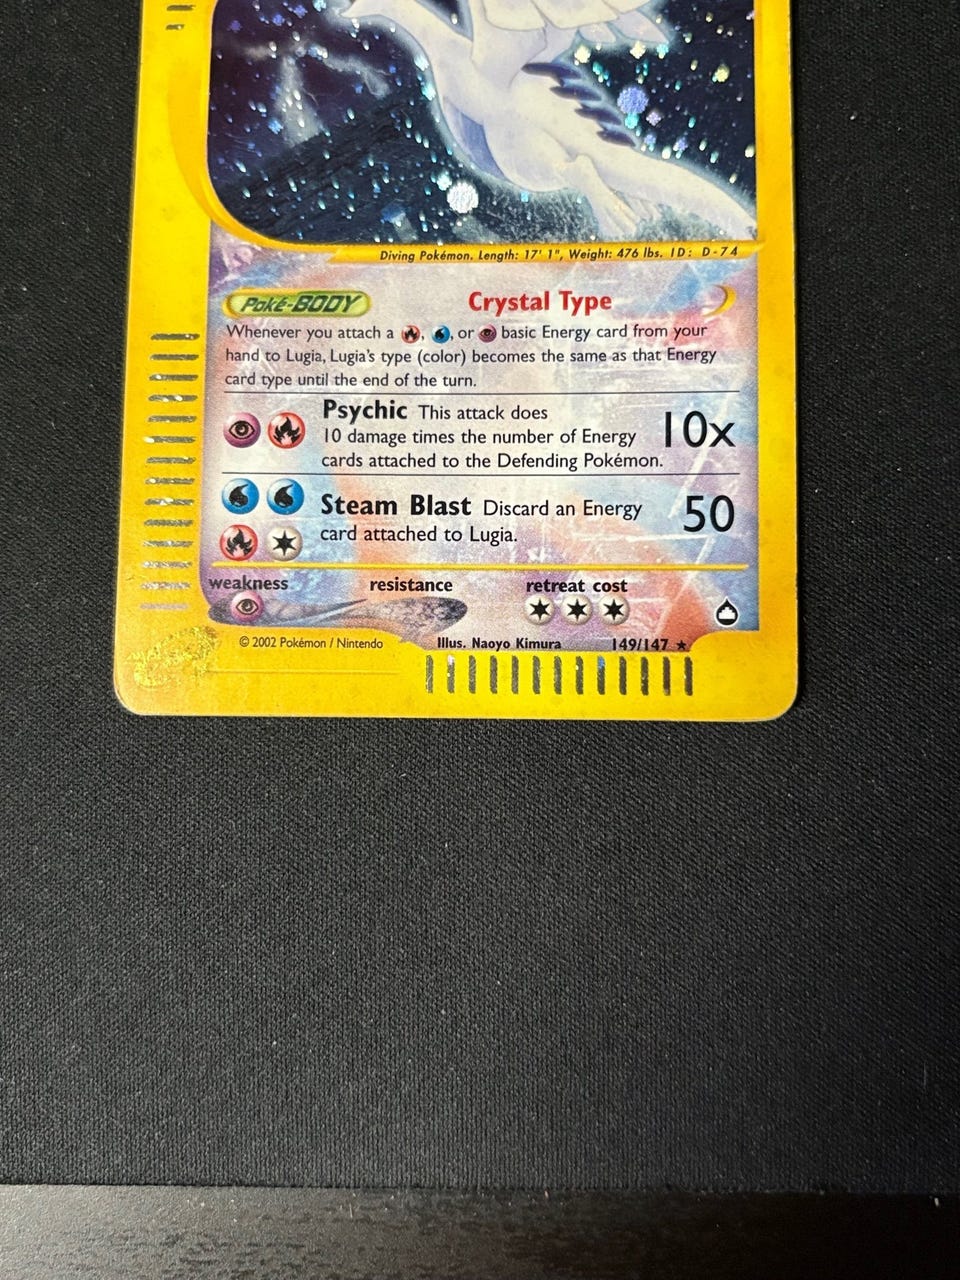 Diving Pokémon. Length: 17' 1", Weight: 476 lbs. ID: D-74
Poké-BODY Crystal Type
Whenever you attach a , , or basic Energy card from your
hand to Lugia, Lugia's type (color) becomes the same as that Energy
card type until the end of the turn.
Psychic This attack does
10 damage times the number of Energy 10x
cards attached to the Defending Pokémon.
Steam Blast Discard an Energy 50
card attached to Lugia.
weakness resistance retreat cost
© 2002 Pokémon / Nintendo Illus. Naoyo Kimura 149/147